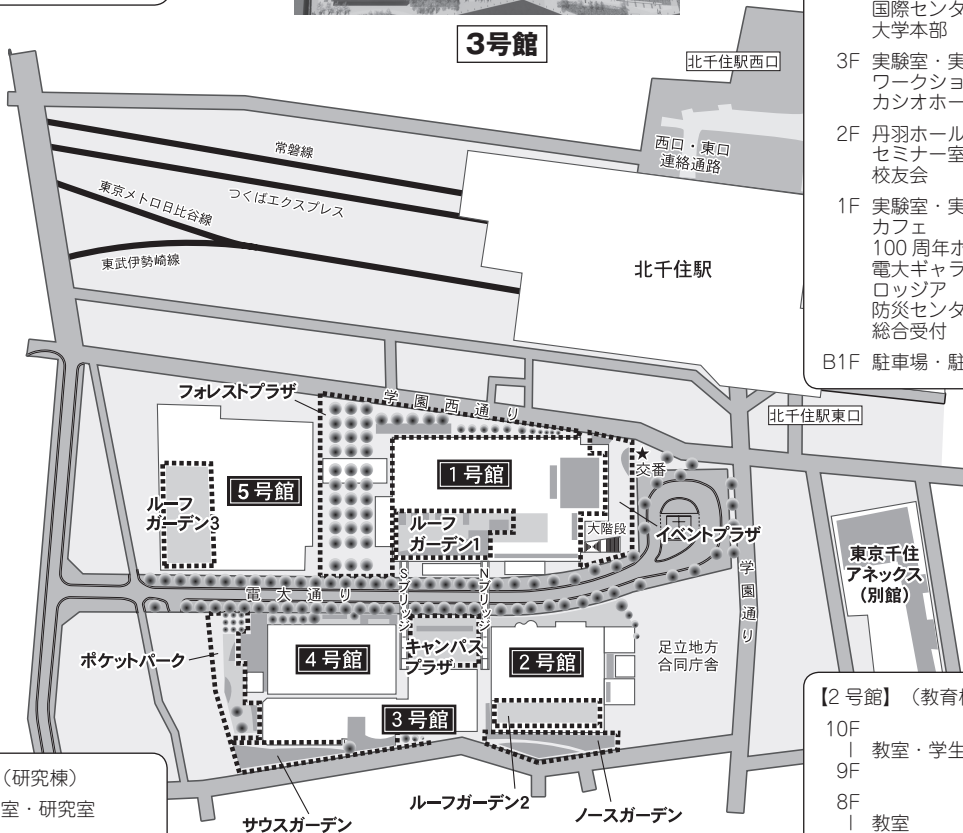 3号館
国際センタ
大学本部
3F 実験室・実
ワークショ
カシオホー
2F 丹羽ホール
セミナー室
校友会
1F 実験室・実
カフェ
100周年ホ
電大ギャラ
ロッジア
防災センタ
総合受付
B1F 駐車場・駐
北千住駅西口
西口・東口
連絡通路
常磐線
つくばエクスプレス
東京メトロ日比谷線
東武伊勢崎線
北千住駅
北千住駅東口
フォレストプラザ
学園西通り
★
交番
1号館
5号館
ルーフ
ガーデン3
ルーフ
ガーデン1
大階段
イベントプラザ
学園通り
東京千住
アネックス
(別館)
電大通り
Sブリッジ
Nブリッジ
キャンパス
プラザ
ポケットパーク
4号館
2号館
3号館
足立地方
合同庁舎
サウスガーデン
ルーフガーデン2
ノースガーデン
(研究棟)
室・研究室
【2号館】(教育棟
10F
| 教室・学生
9F
8F
| 教室